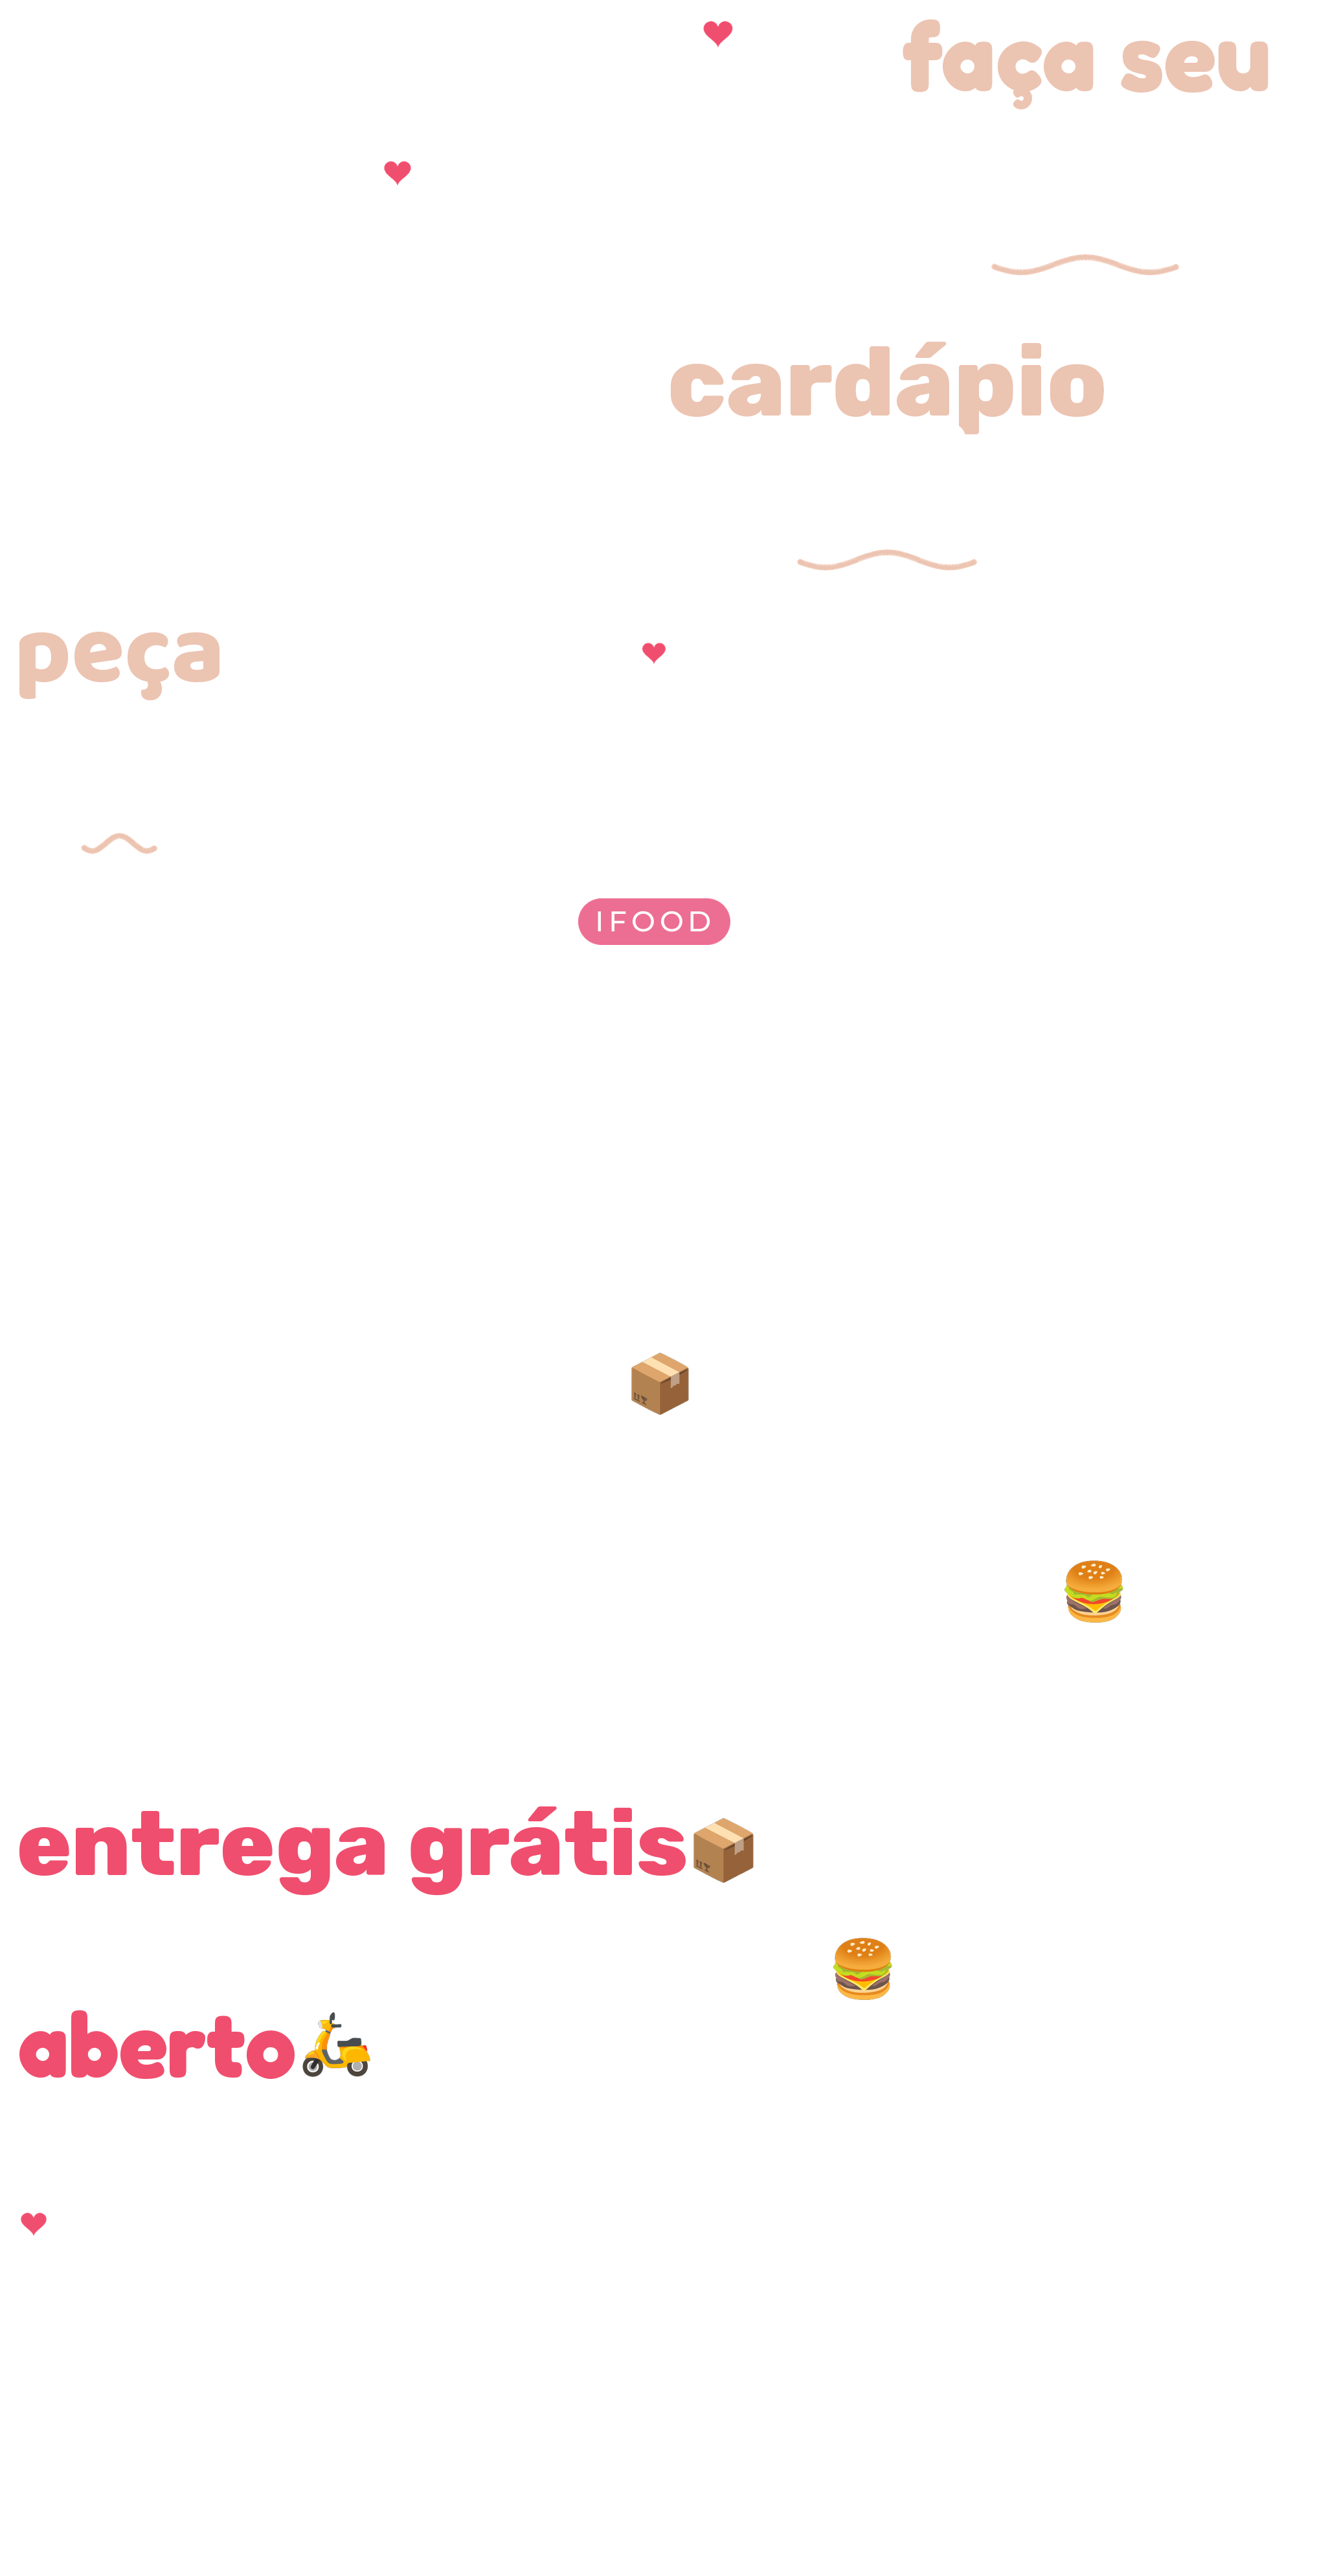 faça seu
cardápio
peça
IFOOD
entrega grátis📦
aberto🛵